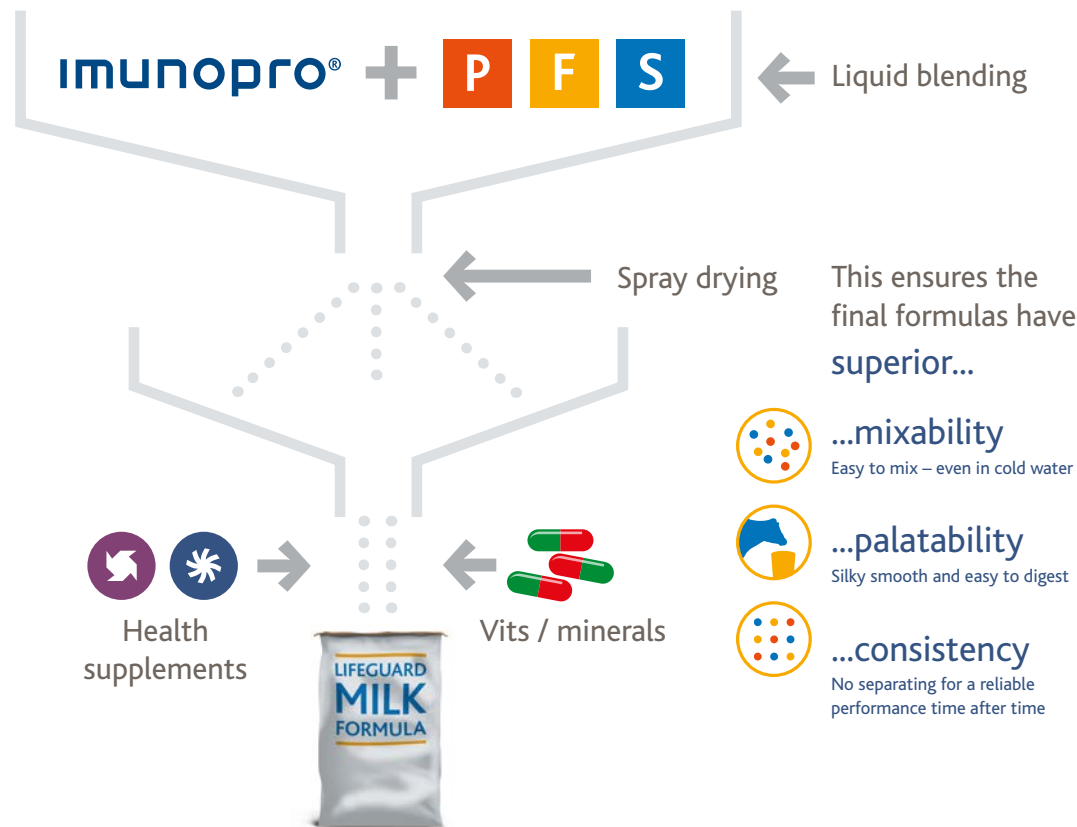 ımunopro® + P F S
Liquid blending
Spray drying
This ensures the
final formulas have
superior...
...mixability
Easy to mix – even in cold water
...palatability
Silky smooth and easy to digest
...consistency
No separating for a reliable
performance time after time
Health
supplements
Vits / minerals
LIFEGUARD
MILK
FORMULA